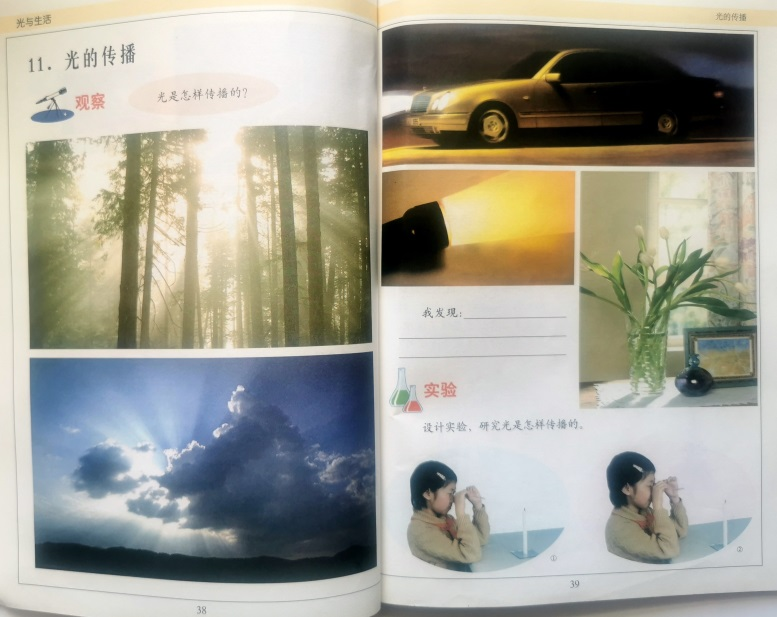 光与生活
11. 光的传播
观察
光是怎样传播的?
38
光的传播
我发现:
实验
设计实验,研究光是怎样传播的。
①
②
39